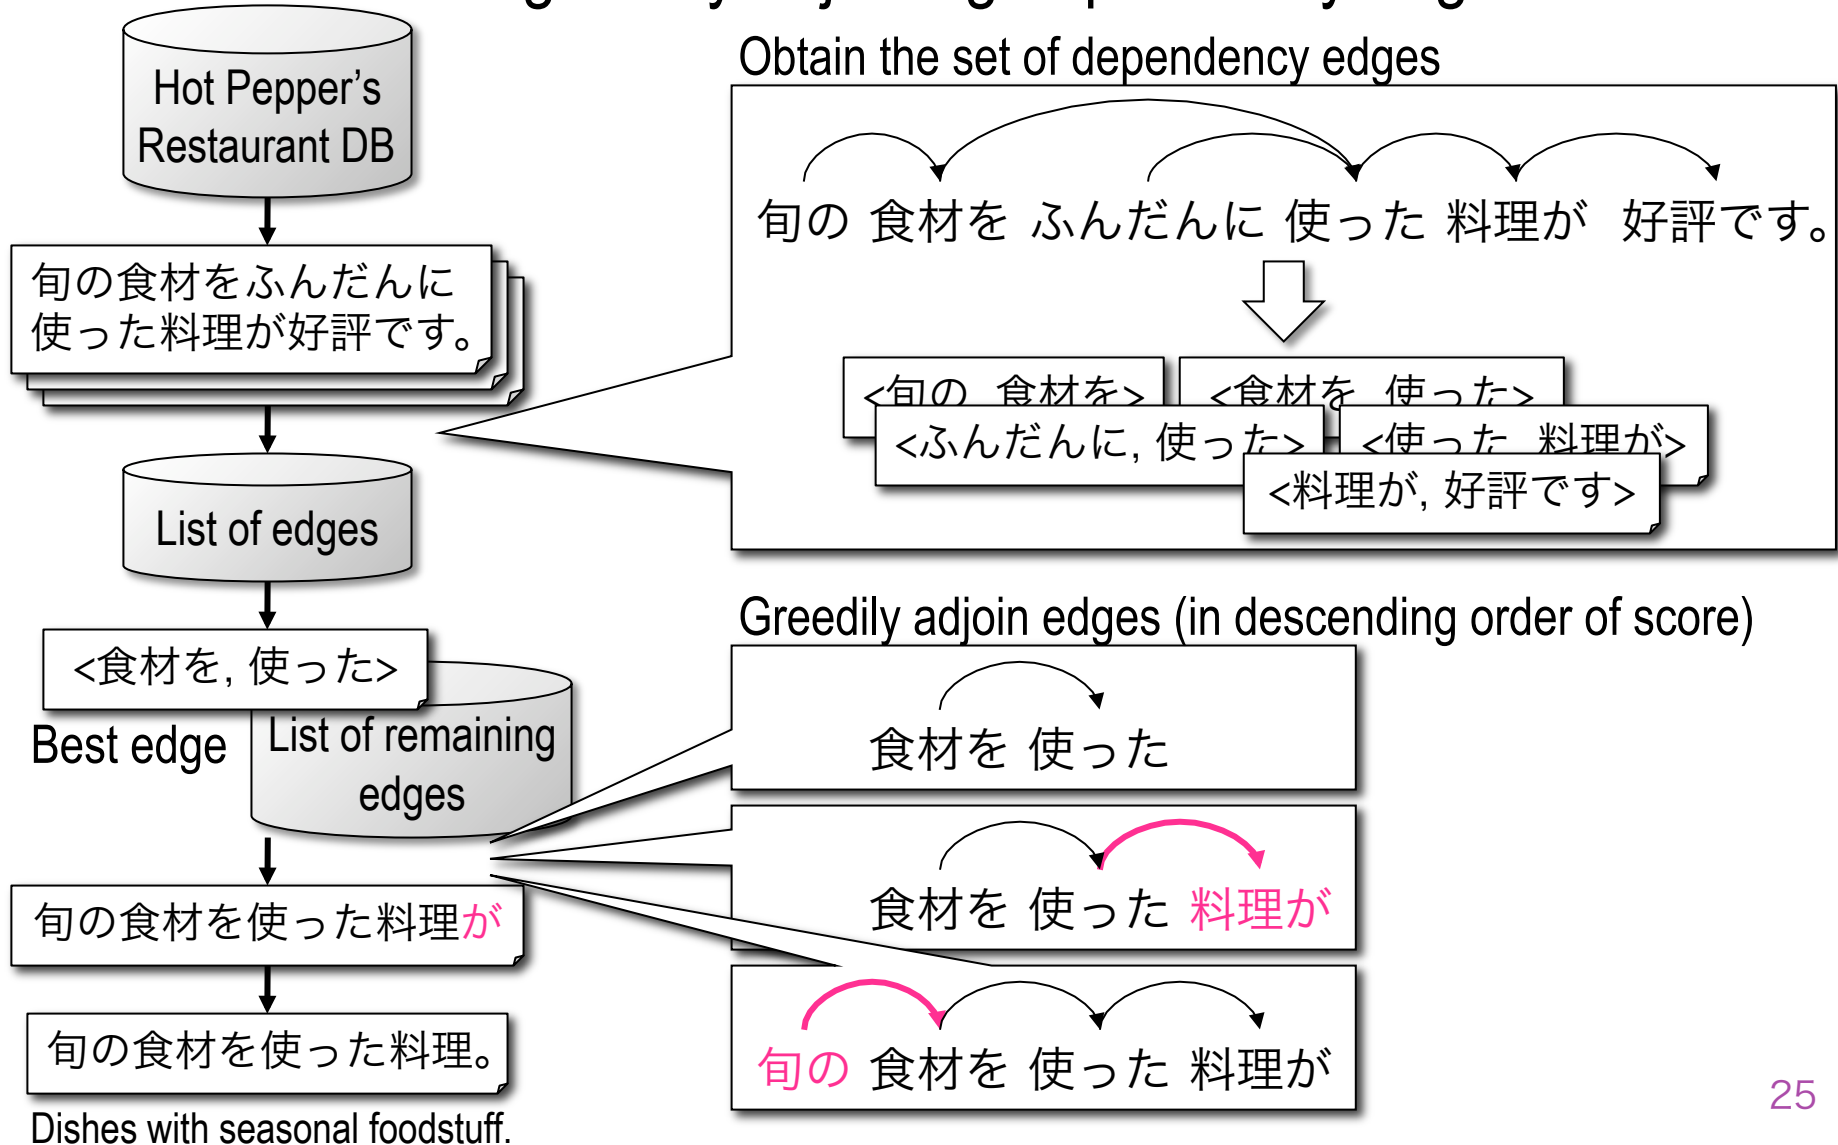 Hot Pepper's
Restaurant DB
旬の食材をふんだんに
使った料理が好評です。
List of edges
<食材を, 使った>
Best edge
List of remaining
edges
旬の食材を使った料理が
旬の食材を使った料理。
Dishes with seasonal foodstuff.
Obtain the set of dependency edges
旬の 食材を ふんだんに 使った 料理が 好評です。
<旬の 食材を> <食材を 使った>
<ふんだんに, 使った> <使った 料理が>
<料理が, 好評です>
Greedily adjoin edges (in descending order of score)
食材を 使った
食材を 使った 料理が
旬の 食材を 使った 料理が
25